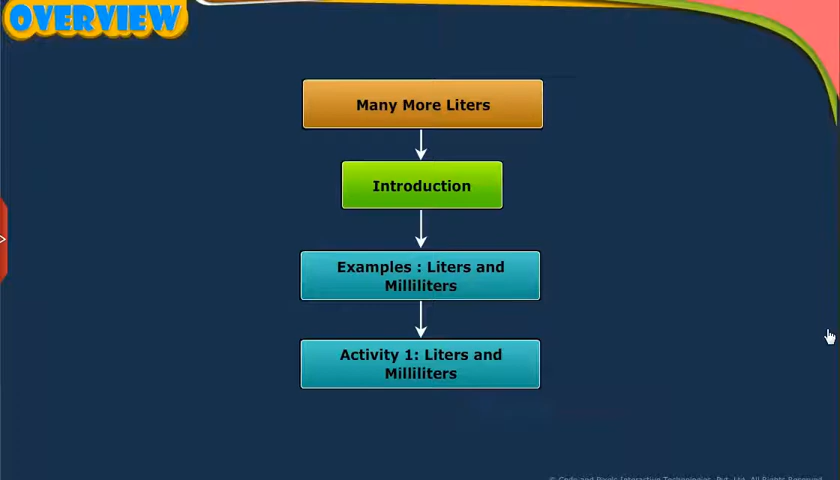 OVERVIEW
Many More Liters
Introduction
Examples : Liters and
Milliliters
Activity 1: Liters and
Milliliters